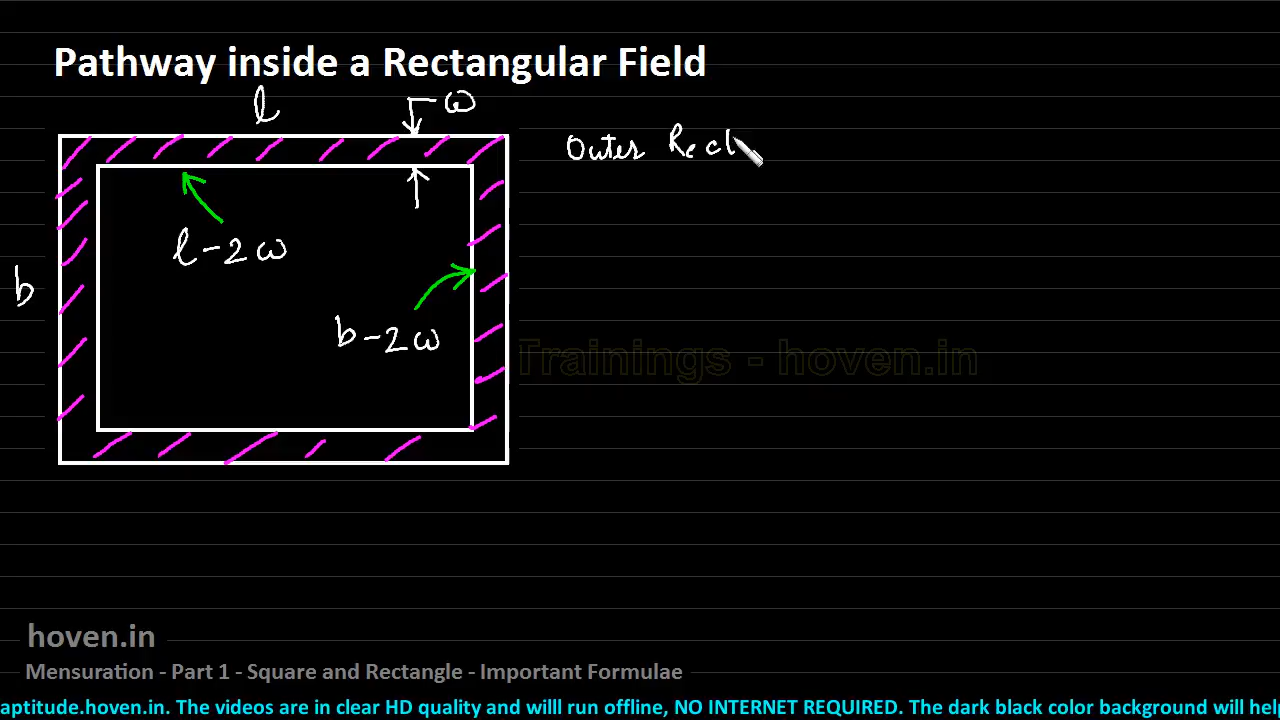 Pathway inside a Rectangular Field
l
ω
Outer Rect
l-2ω
b
b-2ω
Trainings - hoven.in
hoven.in
Mensuration - Part 1 - Square and Rectangle - Important Formulae
aptitude.hoven.in. The videos are in clear HD quality and willl run offline, NO INTERNET REQUIRED. The dark black color background will hel